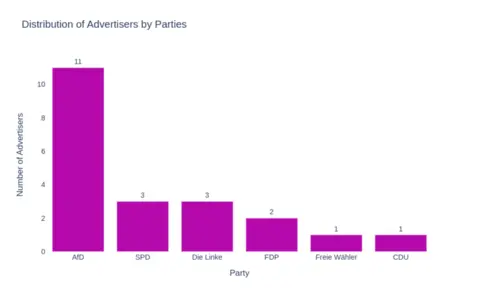 Distribution of Advertisers by Parties
Number of Advertisers
10
8
6
4
2
0
11
3
3
2
1
1
AfD
SPD
Die Linke
FDP
Freie Wähler
CDU
Party